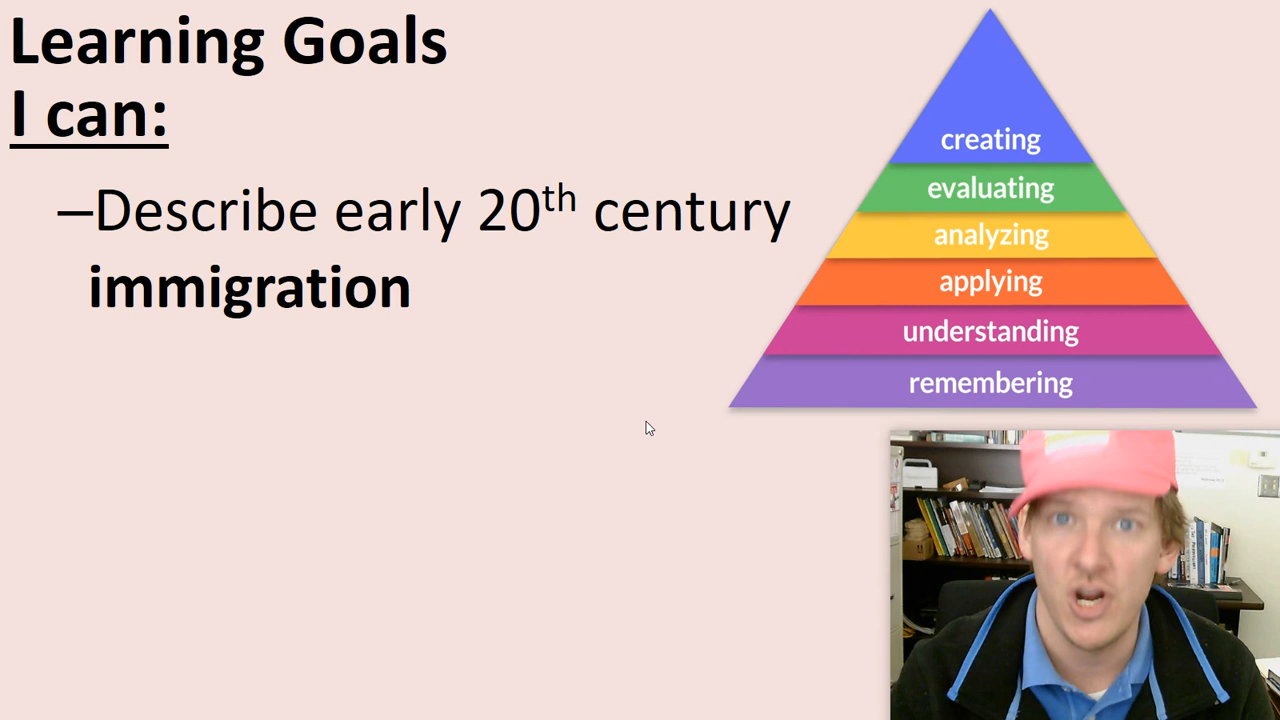 Learning Goals
I can:
–Describe early 20th century
immigration
creating
evaluating
analyzing
applying
understanding
remembering